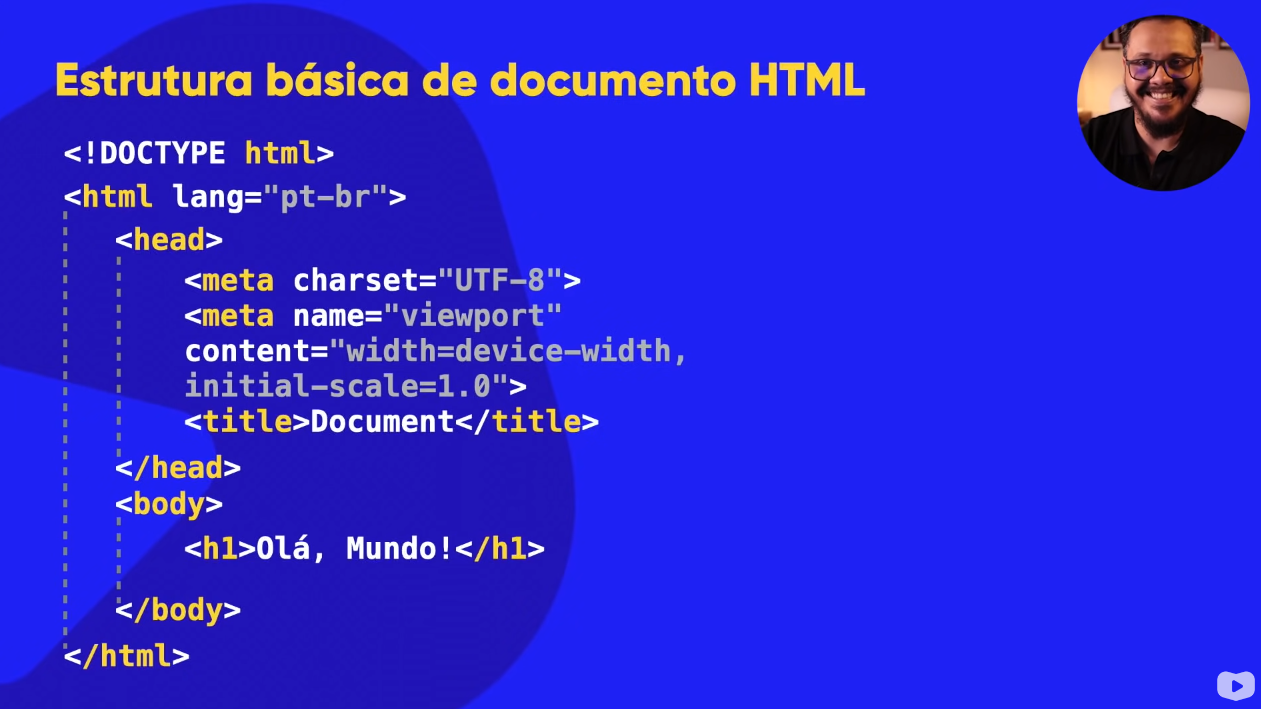 Estrutura básica de documento HTML
<!DOCTYPE html>
<html lang="pt-br">
<head>
<meta charset="UTF-8">
<meta name="viewport"
content="width=device-width,
initial-scale=1.0">
<title>Document</title>
</head>
<body>
<h1>Olá, Mundo!</h1>
</body>
</html>